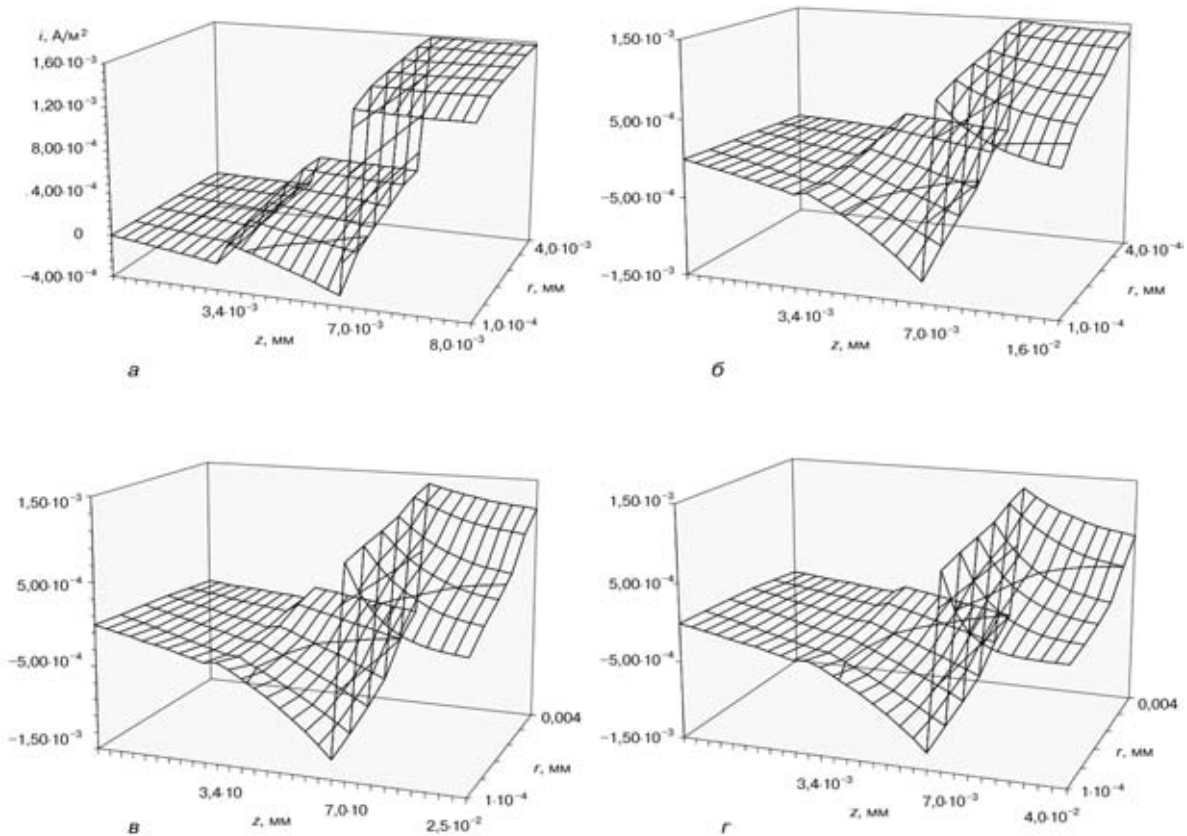 i, А/м²
1,60·10⁻³
1,20·10⁻³
8,00·10⁻⁴
4,00·10⁻⁴
0
−4,00·10⁻⁴
3,4·10⁻³
7,0·10⁻³
8,0·10⁻³
z, мм
1,0·10⁻⁴
r, мм
4,0·10⁻³
а
1,50·10⁻³
5,00·10⁻⁴
−5,00·10⁻⁴
−1,50·10⁻³
3,4·10⁻³
7,0·10⁻³
1,6·10⁻²
z, мм
1,0·10⁻⁴
r, мм
4,0·10⁻⁴
б
1,50·10⁻³
5,00·10⁻⁴
−5,00·10⁻⁴
−1,50·10⁻³
3,4·10
7,0·10
2,5·10⁻²
z, мм
1·10⁻⁴
r, мм
0,004
в
1,50·10⁻³
5,00·10⁻⁴
−5,00·10⁻⁴
−1,50·10⁻³
3,4·10⁻³
7,0·10⁻³
4,0·10⁻²
z, мм
1·10⁻⁴
r, мм
0,004
г